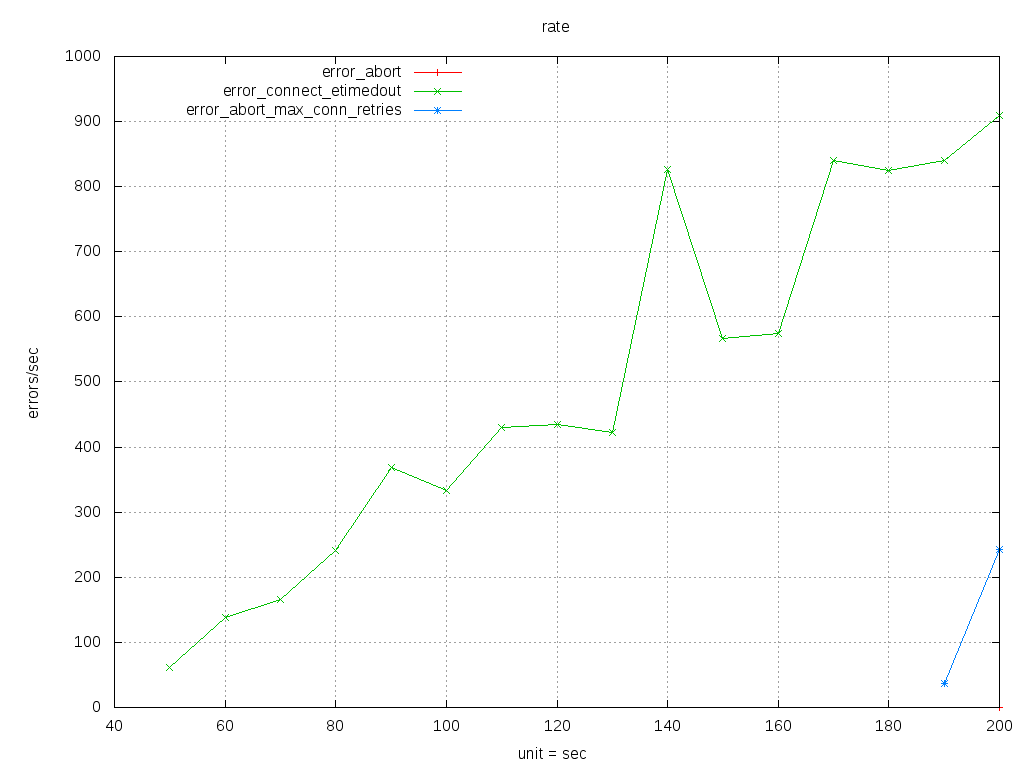 rate
error_abort
error_connect_etimedout
error_abort_max_conn_retries
1000
900
800
700
600
500
400
300
200
100
0
errors/sec
40 60 80 100 120 140 160 180 200
unit = sec